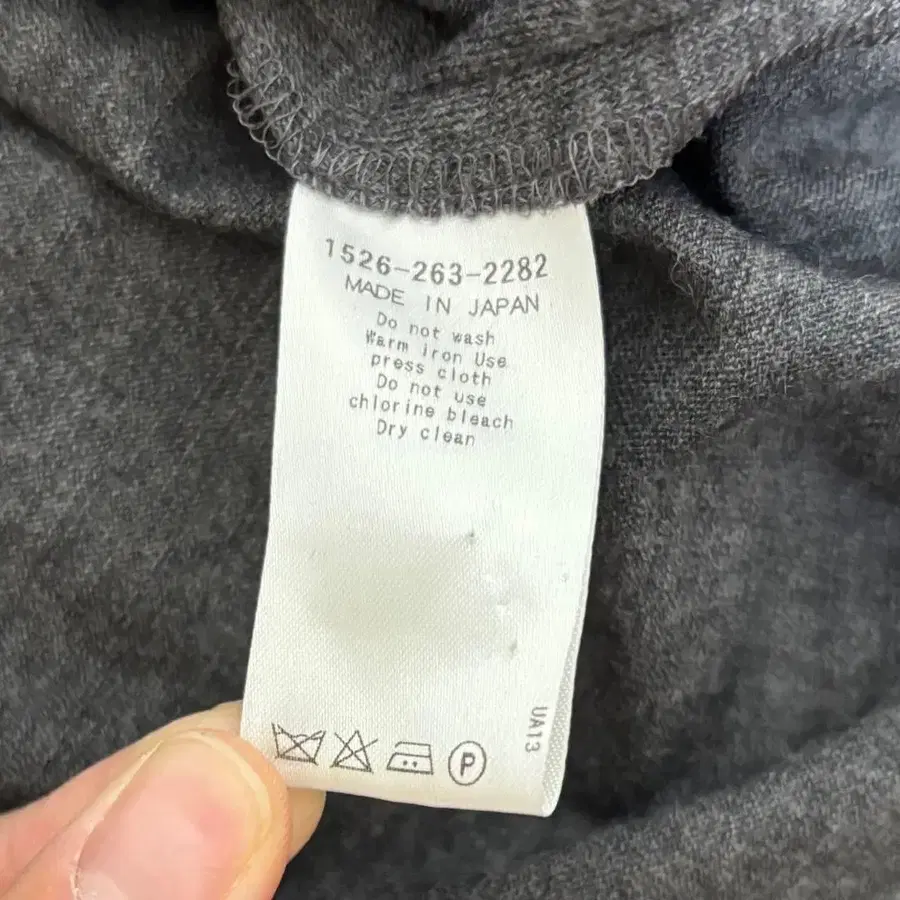 1526-263-2282
MADE IN JAPAN
Do not wash
Warm iron Use
press cloth
Do not use
chlorine bleach
Dry clean
UA13
P